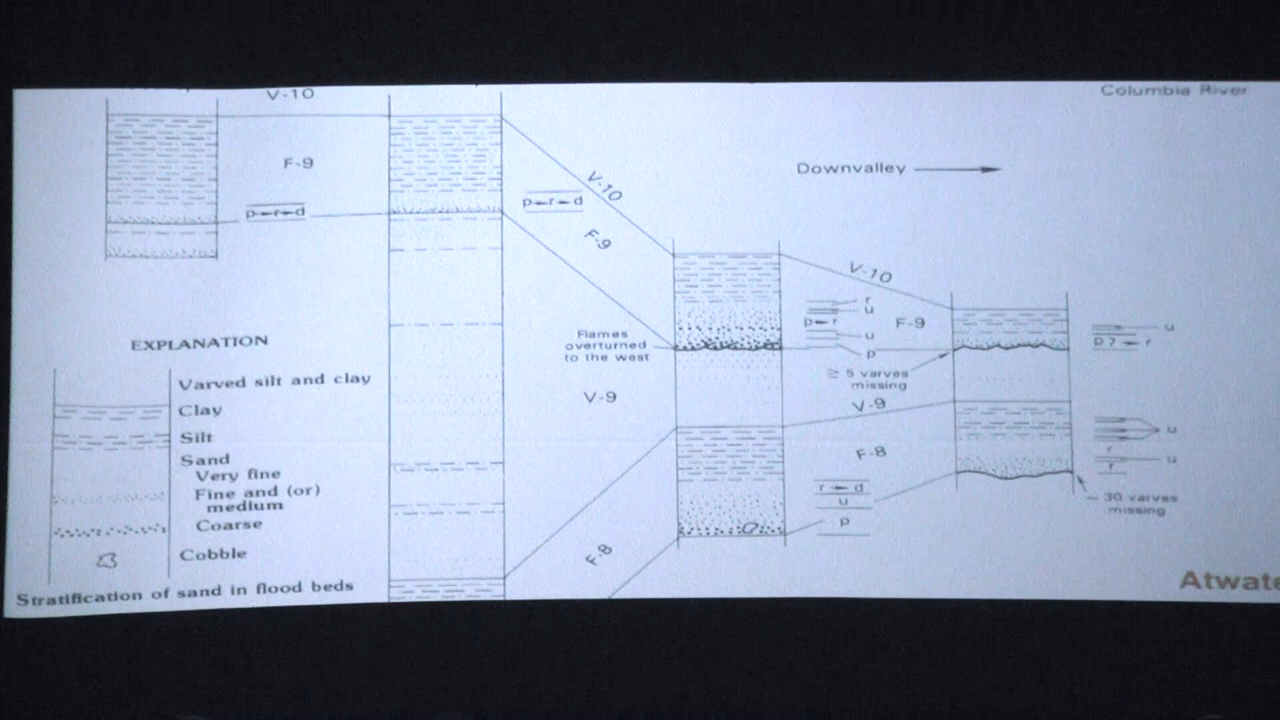 V-10
Columbia River
F-9
Downvalley
p r d
p r d
V-10
F-9
V-10
r
u
p r
F-9
u
p
u
p? r
Flames
overturned
to the west
≥ 5 varves
missing
V-9
V-9
EXPLANATION
Varved silt and clay
Clay
Silt
Sand
Very fine
Fine and (or)
medium
Coarse
Cobble
Stratification of sand in flood beds
F-8
u
r
u
r
r d
u
p
30 varves
missing
F-8
Atwate